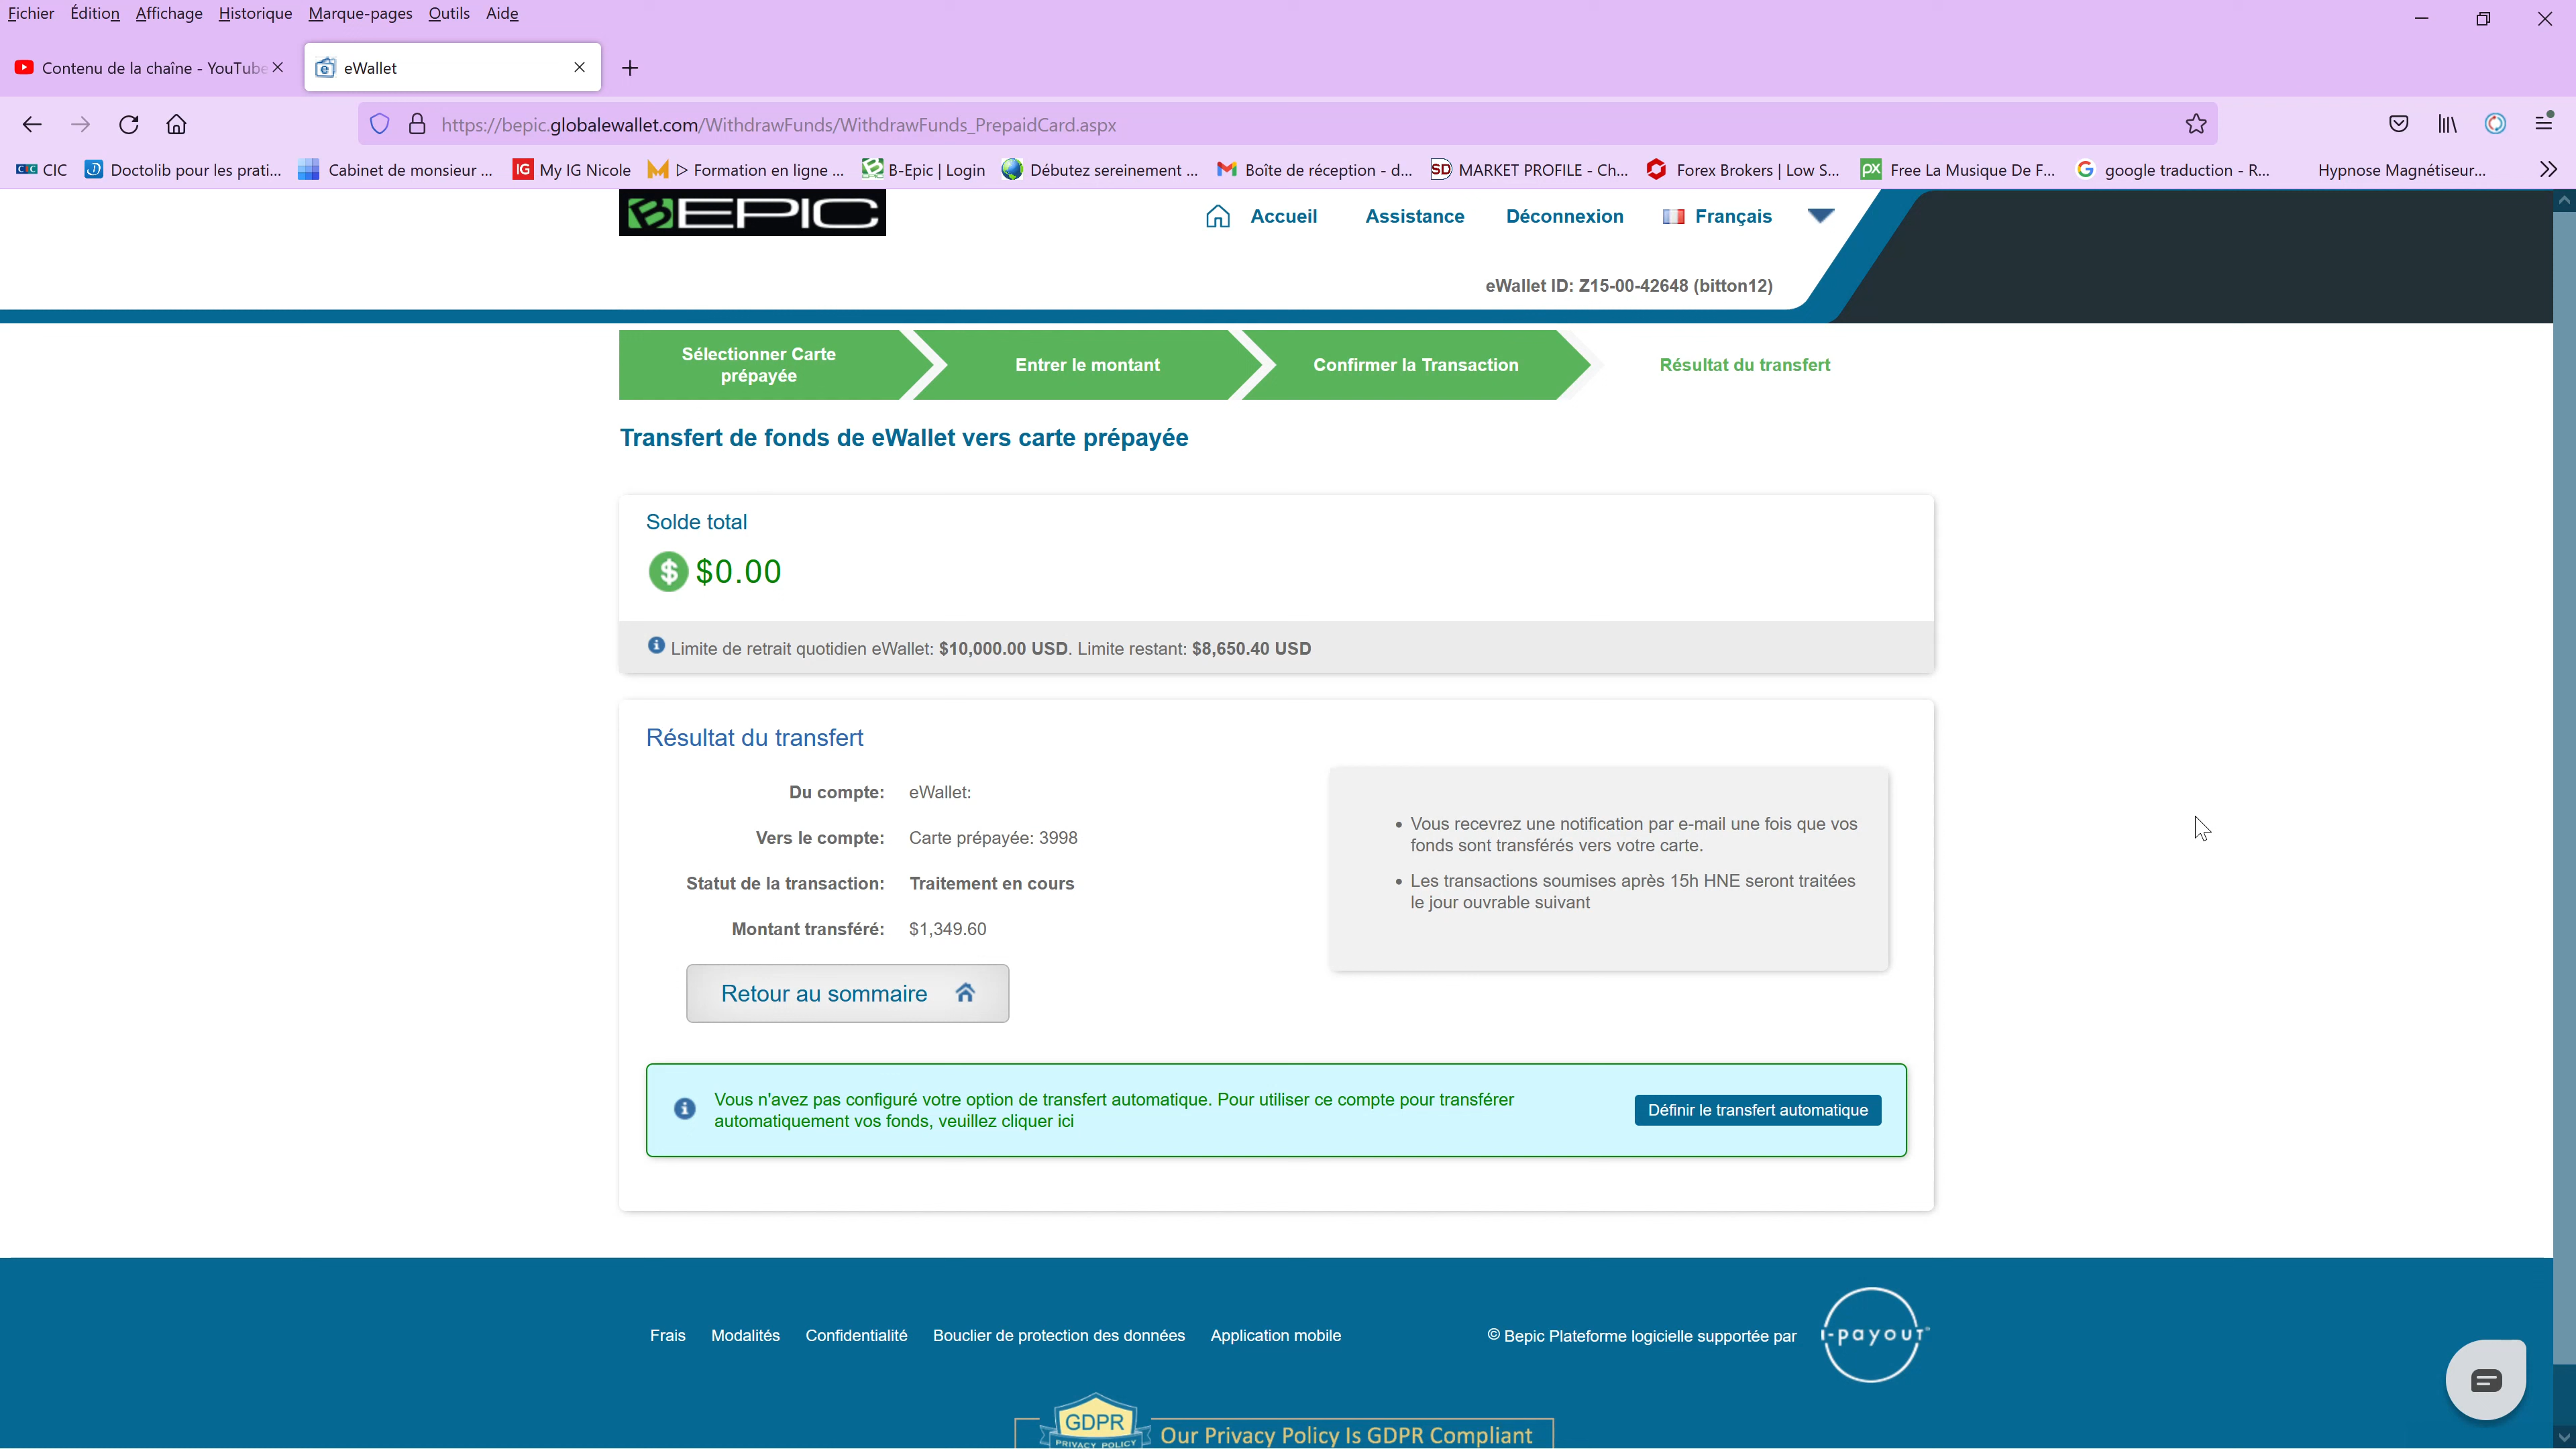 Fichier Édition Affichage Historique Marque-pages Outils Aide
Contenu de la chaîne - YouTube
eWallet
https://bepic.globalewallet.com/WithdrawFunds/WithdrawFunds_PrepaidCard.aspx
CIC Doctolib pour les prati... Cabinet de monsieur ... IG My IG Nicole ▷ Formation en ligne ... B-Epic | Login Débutez sereinement ... Boîte de réception - d... SD MARKET PROFILE - Ch... Forex Brokers | Low S... px Free La Musique De F... google traduction - R... Hypnose Magnétiseur...
BEPIC
Accueil Assistance Déconnexion Français
eWallet ID: Z15-00-42648 (bitton12)
Sélectionner Carte
prépayée
Entrer le montant
Confirmer la Transaction
Résultat du transfert
Transfert de fonds de eWallet vers carte prépayée
Solde total
$0.00
Limite de retrait quotidien eWallet: $10,000.00 USD. Limite restant: $8,650.40 USD
Résultat du transfert
Du compte: eWallet:
Vers le compte: Carte prépayée: 3998
Statut de la transaction: Traitement en cours
Montant transféré: $1,349.60
• Vous recevrez une notification par e-mail une fois que vos
fonds sont transférés vers votre carte.
• Les transactions soumises après 15h HNE seront traitées
le jour ouvrable suivant
Retour au sommaire
Vous n'avez pas configuré votre option de transfert automatique. Pour utiliser ce compte pour transférer
automatiquement vos fonds, veuillez cliquer ici
Définir le transfert automatique
Frais Modalités Confidentialité Bouclier de protection des données Application mobile
© Bepic Plateforme logicielle supportée par
i-payout™
GDPR
PRIVACY POLICY
Our Privacy Policy Is GDPR Compliant